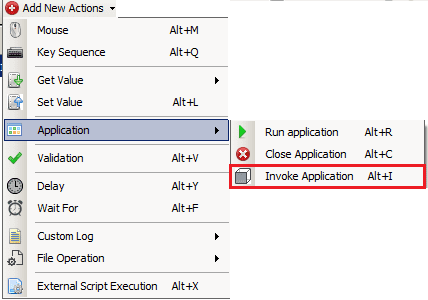 Add New Actions
Mouse Alt+M
Key Sequence Alt+Q
Get Value
Set Value Alt+L
Application
Run application Alt+R
Close Application Alt+C
Invoke Application Alt+I
Validation Alt+V
Delay Alt+Y
Wait For Alt+F
Custom Log
File Operation
External Script Execution Alt+X